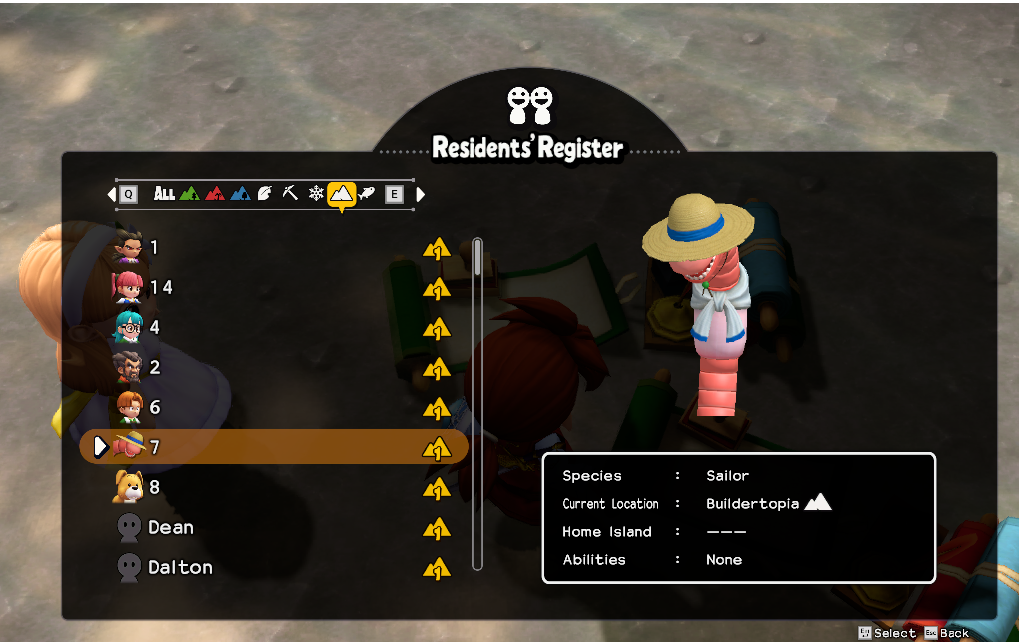 Residents' Register
Q ALL E
1
14
4
2
6
7
8
Dean
Dalton
1
1
1
1
1
1
1
1
1
Species : Sailor
Current Location : Buildertopia
Home Island : ———
Abilities : None
Select Esc Back